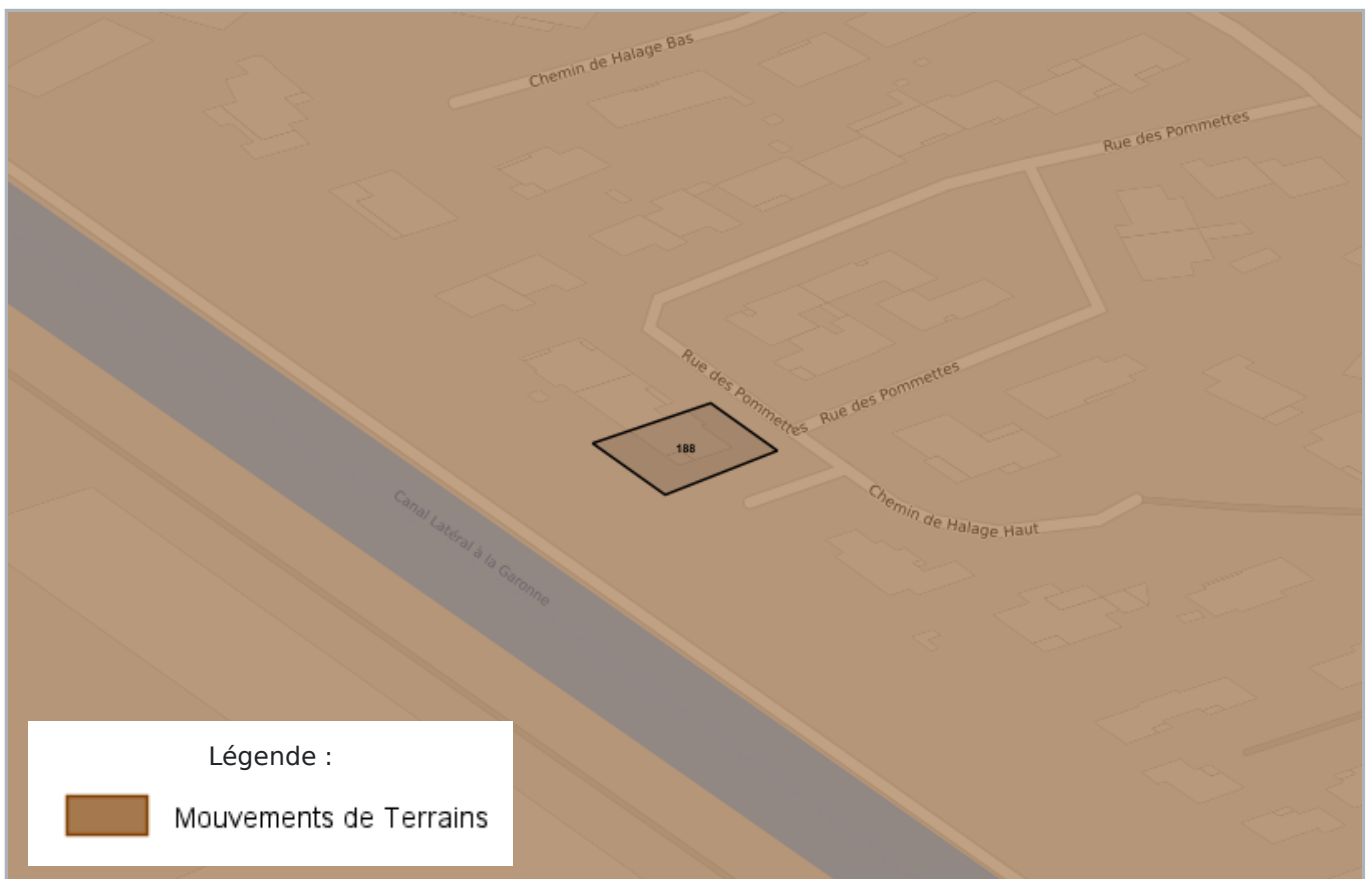 Chemin de Halage Bas
Rue des Pommettes
Rue des Pommettes
Rue des Pommettes
188
Chemin de Halage Haut
Canal Latéral à la Garonne
Légende :
Mouvements de Terrains